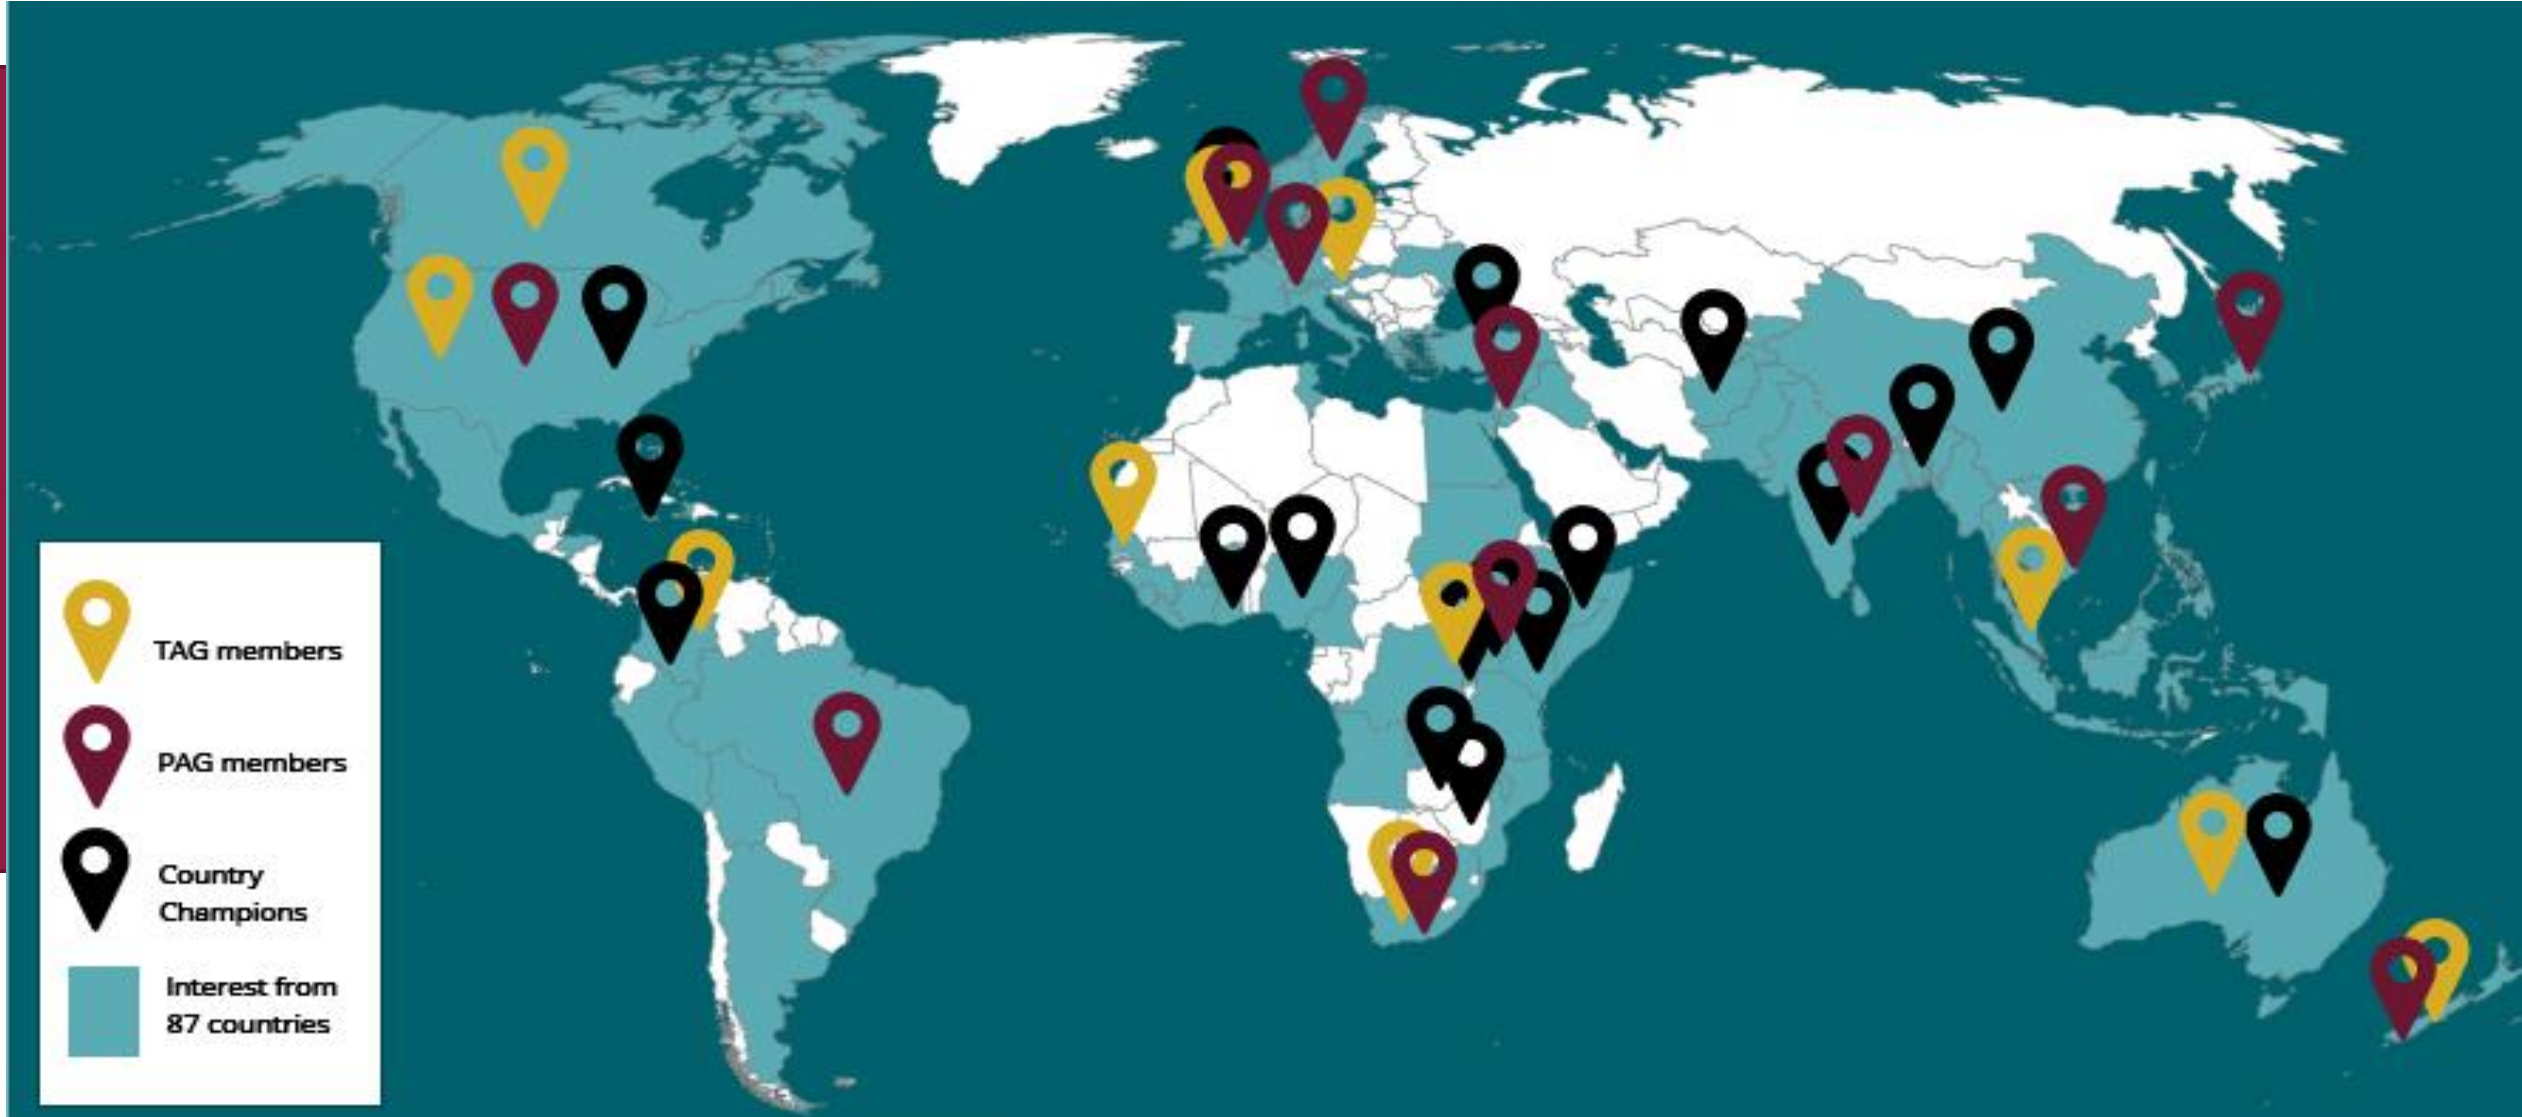 TAG members
PAG members
Country
Champions
Interest from
87 countries